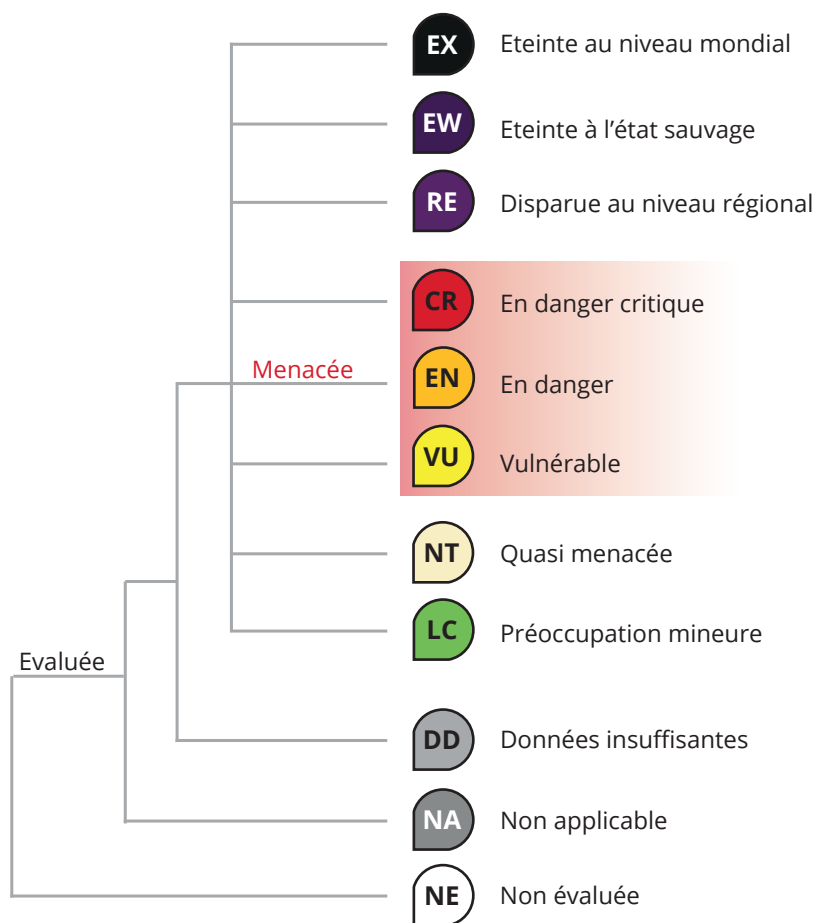 EX Eteinte au niveau mondial
EW Eteinte à l'état sauvage
RE Disparue au niveau régional
CR En danger critique
Menacée
EN En danger
VU Vulnérable
NT Quasi menacée
LC Préoccupation mineure
Evaluée
DD Données insuffisantes
NA Non applicable
NE Non évaluée